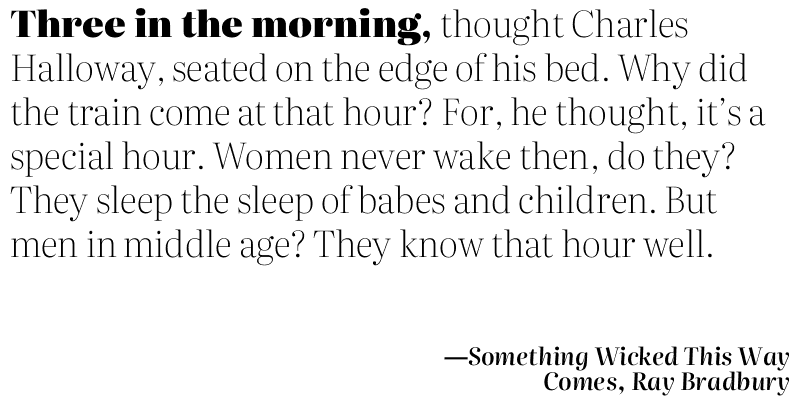 Three in the morning, thought Charles
Halloway, seated on the edge of his bed. Why did
the train come at that hour? For, he thought, it’s a
special hour. Women never wake then, do they?
They sleep the sleep of babes and children. But
men in middle age? They know that hour well.
—Something Wicked This Way
Comes, Ray Bradbury